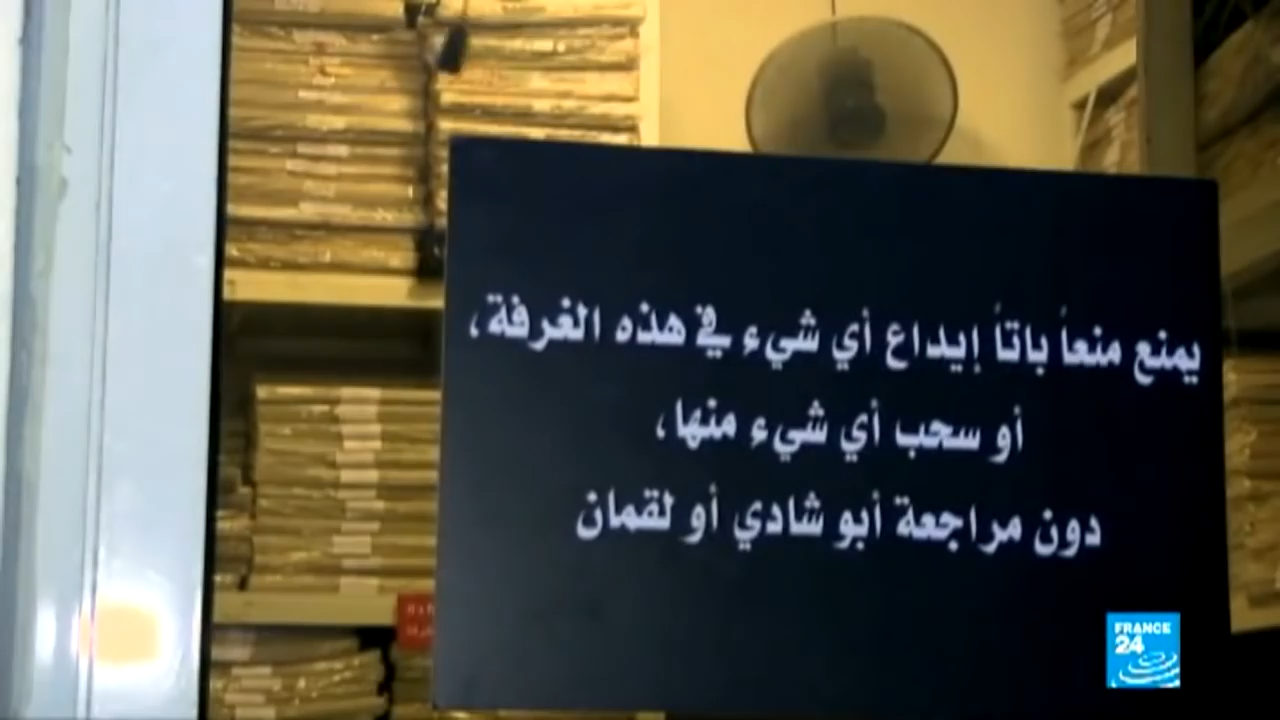 يمنع منعاً باتاً إيداع أي شيء في هذه الغرفة،
أو سحب أي شيء منها،
دون مراجعة أبو شادي أو لقمان
FRANCE
24